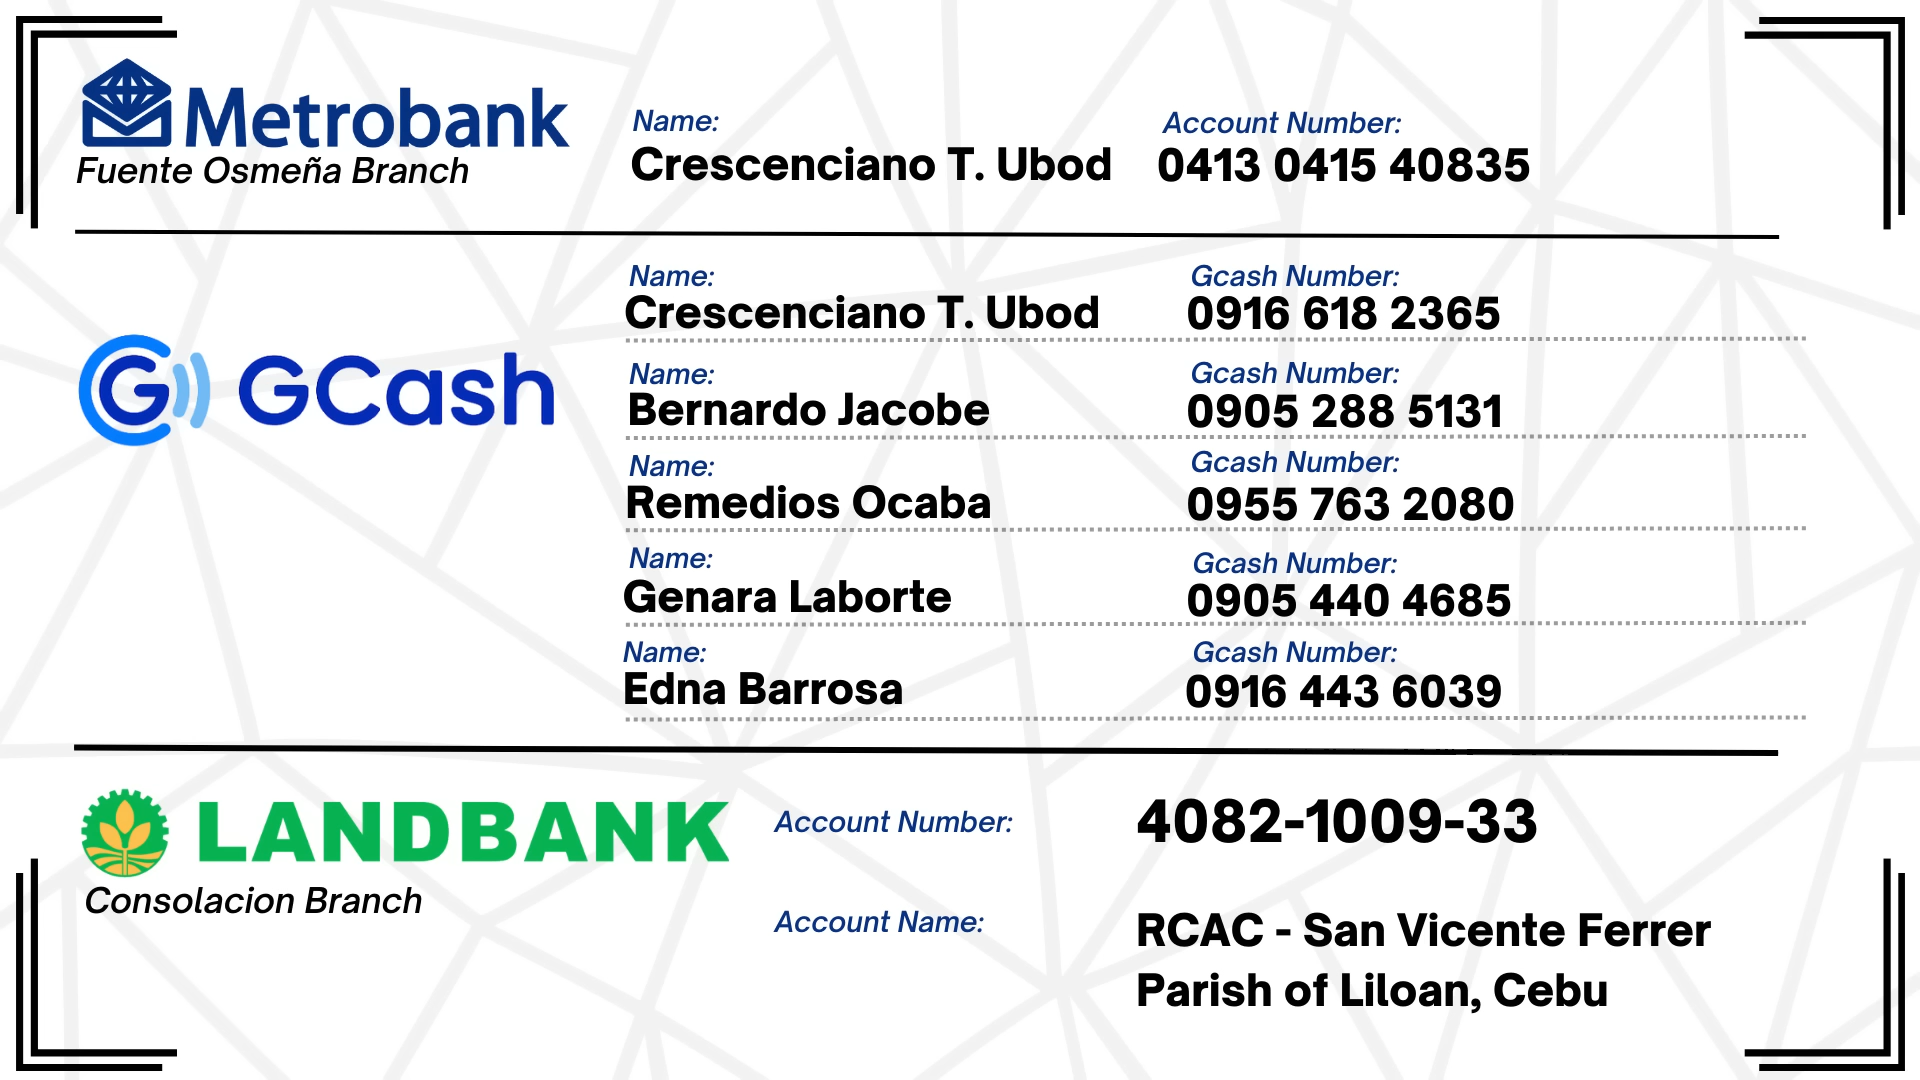 Metrobank
Fuente Osmeña Branch
Name: Account Number:
Crescenciano T. Ubod 0413 0415 40835
GCash
Name: Gcash Number:
Crescenciano T. Ubod 0916 618 2365
Name: Gcash Number:
Bernardo Jacobe 0905 288 5131
Name: Gcash Number:
Remedios Ocaba 0955 763 2080
Name: Gcash Number:
Genara Laborte 0905 440 4685
Name: Gcash Number:
Edna Barrosa 0916 443 6039
LANDBANK
Consolacion Branch
Account Number: 4082-1009-33
Account Name: RCAC - San Vicente Ferrer
Parish of Liloan, Cebu